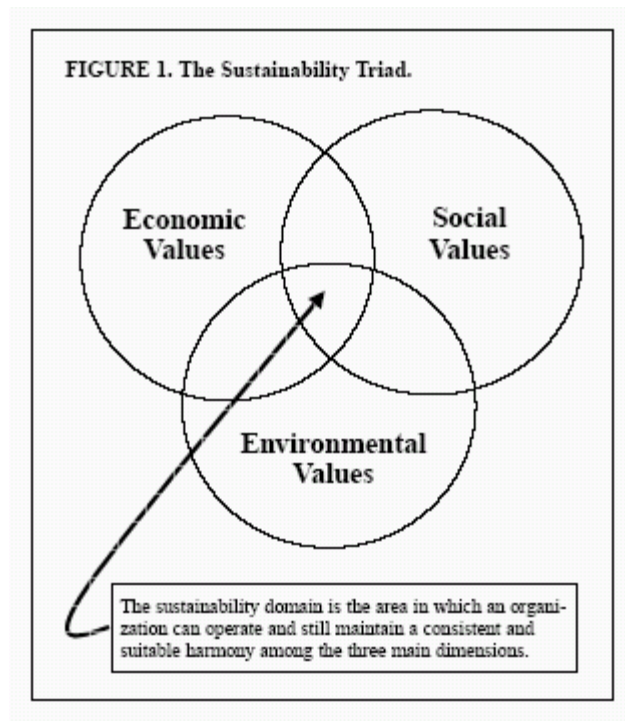 FIGURE 1. The Sustainability Triad.
Economic
Values
Social
Values
Environmental
Values
The sustainability domain is the area in which an organi-
zation can operate and still maintain a consistent and
suitable harmony among the three main dimensions.